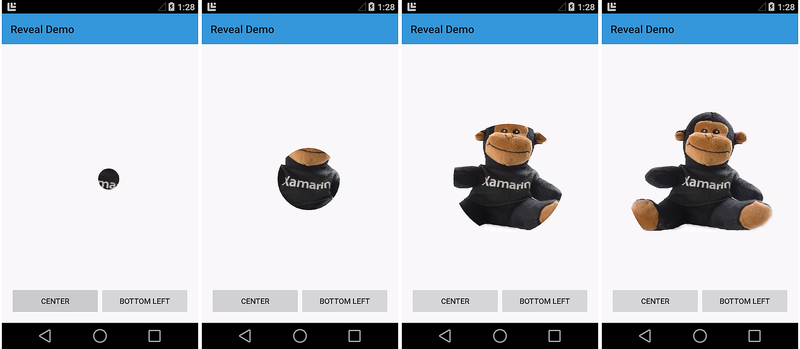 1:28
Reveal Demo
ma
CENTER BOTTOM LEFT
1:28
Reveal Demo
Xamarin
CENTER BOTTOM LEFT
1:28
Reveal Demo
Xamarin
CENTER BOTTOM LEFT
1:28
Reveal Demo
Xamarin
CENTER BOTTOM LEFT